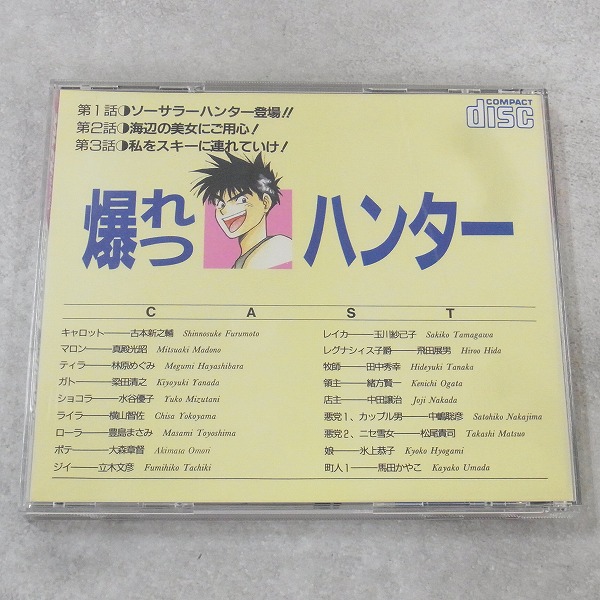 第1話◗ソーサラーハンター登場!!
第2話◗海辺の美女にご用心!
第3話◗私をスキーに連れていけ!
COMPACT
disc
爆れつハンター
CAST
キャロット――古本新之輔 Shinnosuke Furumoto
マロン――真殿光昭 Mitsuaki Madono
ティラ――林原めぐみ Megumi Hayashibara
ガト――梁田清之 Kiyoyuki Yanada
ショコラ――水谷優子 Yuko Mizutani
ライラ――横山智佐 Chisa Yokoyama
ローラ――豊島まさみ Masami Toyoshima
ポテ――大森章督 Akimasa Omori
ジイ――立木文彦 Fumihiko Tachiki
レイカ――玉川紗己子 Sakiko Tamagawa
レグナシィス子爵――飛田展男 Hiroo Hida
牧師――田中秀幸 Hideyuki Tanaka
領主――緒方賢一 Kenichi Ogata
店主――中田譲治 Joji Nakada
悪党1、カップル男――中嶋聡彦 Satohiko Nakajima
悪党2、ニセ雪女――松尾貴司 Takashi Matsuo
娘――氷上恭子 Kyoko Hyogami
町人1――馬田かやこ Kayako Umada